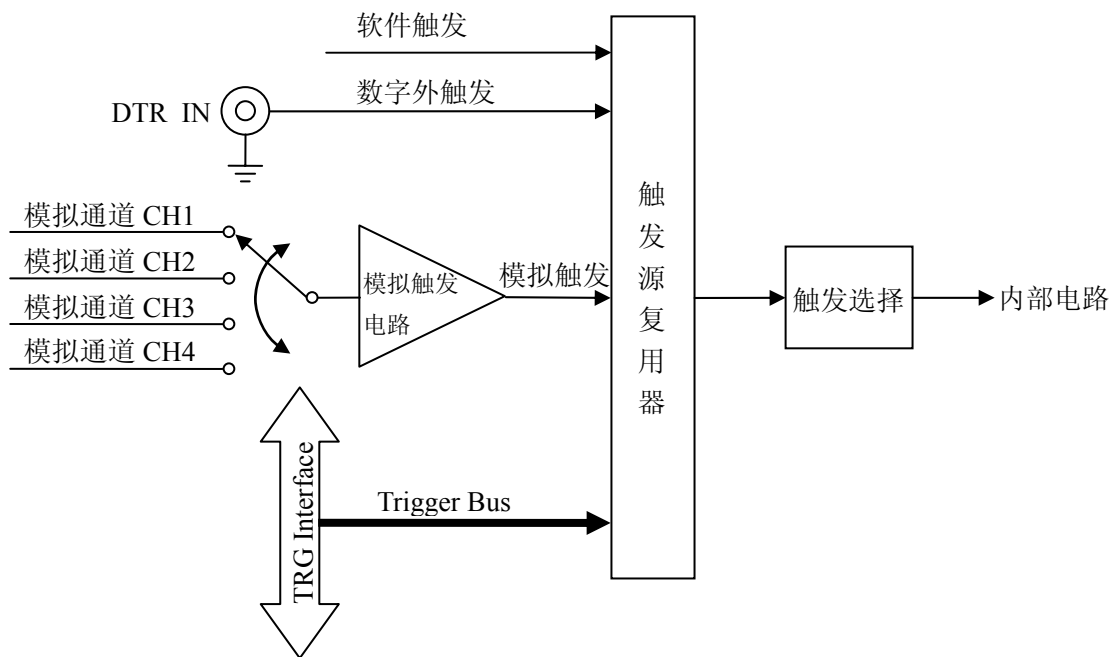 软件触发
数字外触发
DTR IN
模拟通道 CH1
模拟通道 CH2
模拟通道 CH3
模拟通道 CH4
模拟触发
电路
模拟触发
TRG Interface
Trigger Bus
触
发
源
复
用
器
触发选择
内部电路